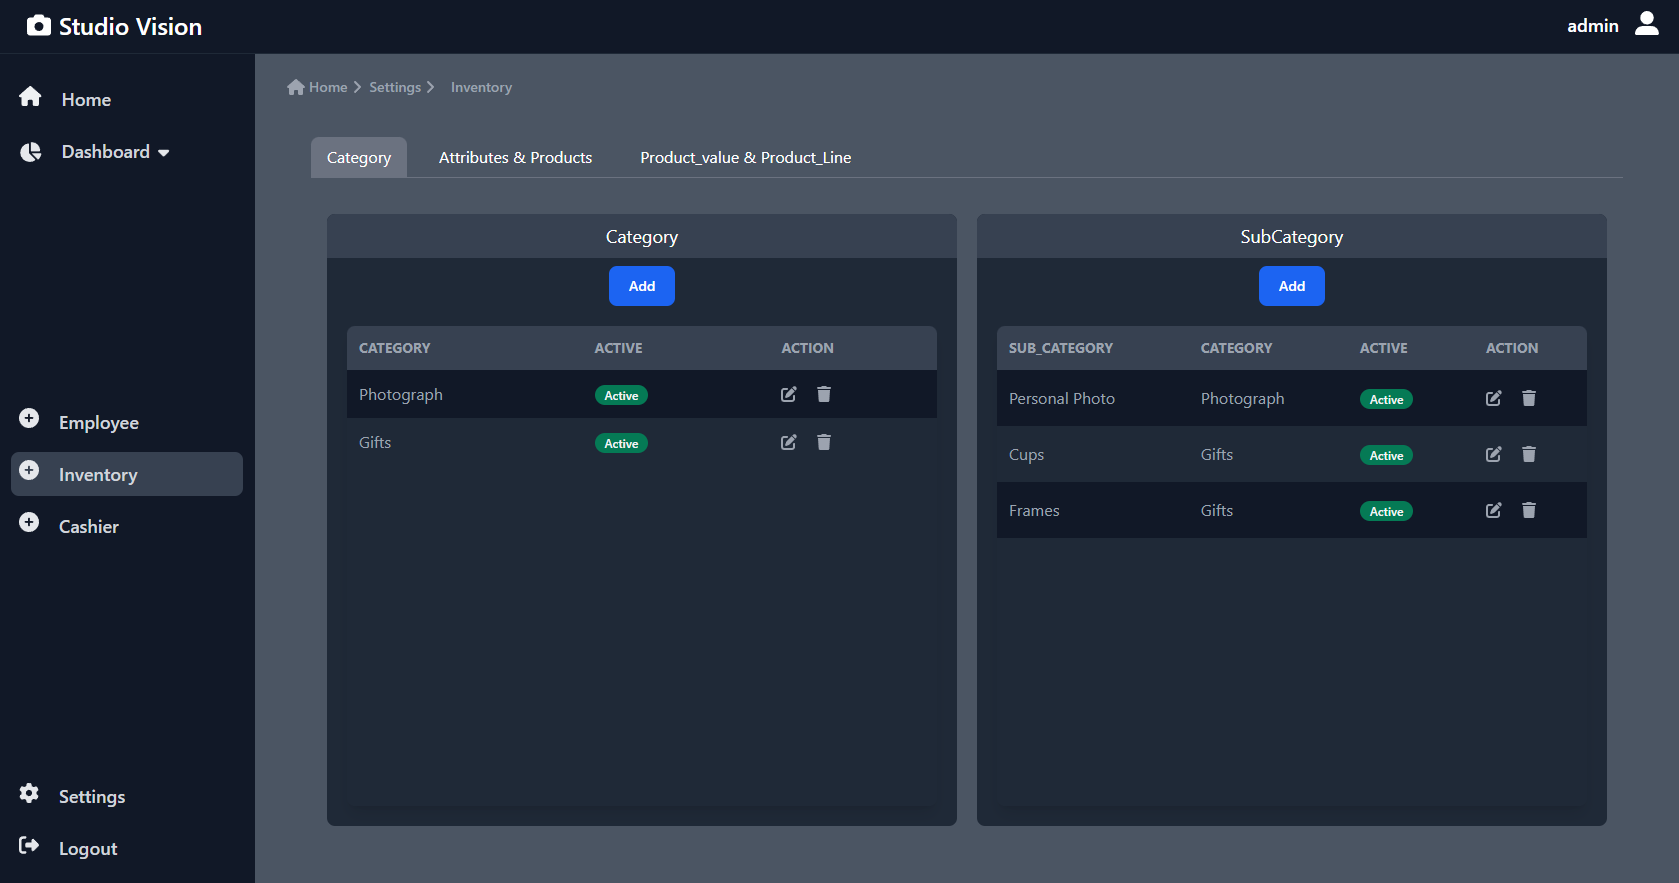 Studio Vision
admin
Home
Dashboard
Employee
Inventory
Cashier
Settings
Logout
Home Settings Inventory
Category Attributes & Products Product_value & Product_Line
Category
Add
CATEGORY ACTIVE ACTION
Photograph Active
Gifts Active
SubCategory
Add
SUB_CATEGORY CATEGORY ACTIVE ACTION
Personal Photo Photograph Active
Cups Gifts Active
Frames Gifts Active